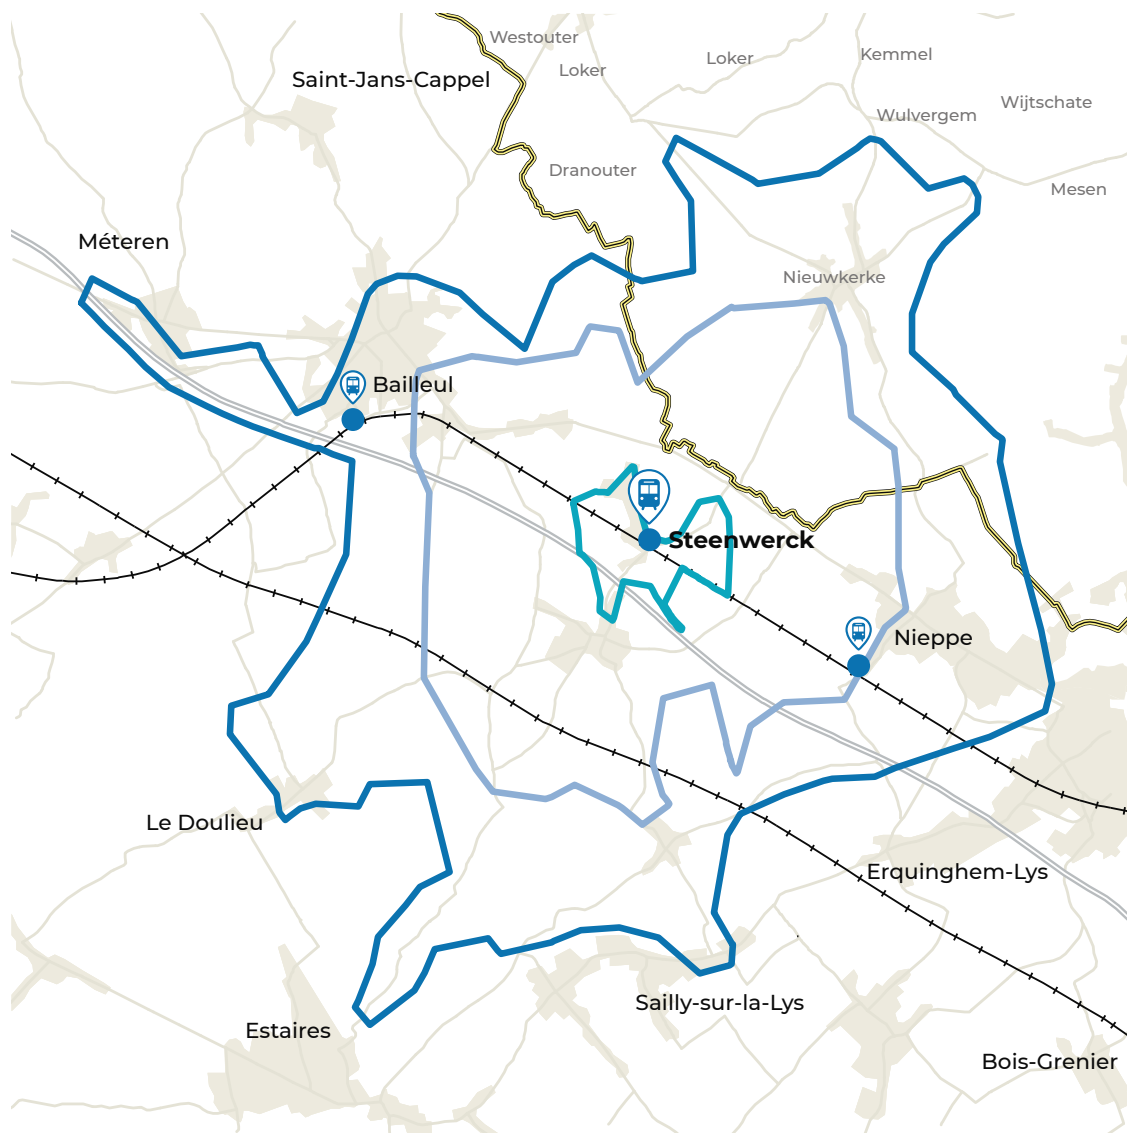 Westouter
Loker
Loker
Kemmel
Saint-Jans-Cappel
Wijtschate
Wulvergem
Dranouter
Mesen
Méteren
Nieuwkerke
Bailleul
Steenwerck
Nieppe
Le Doulieu
Erquinghem-Lys
Sailly-sur-la-Lys
Estaires
Bois-Grenier